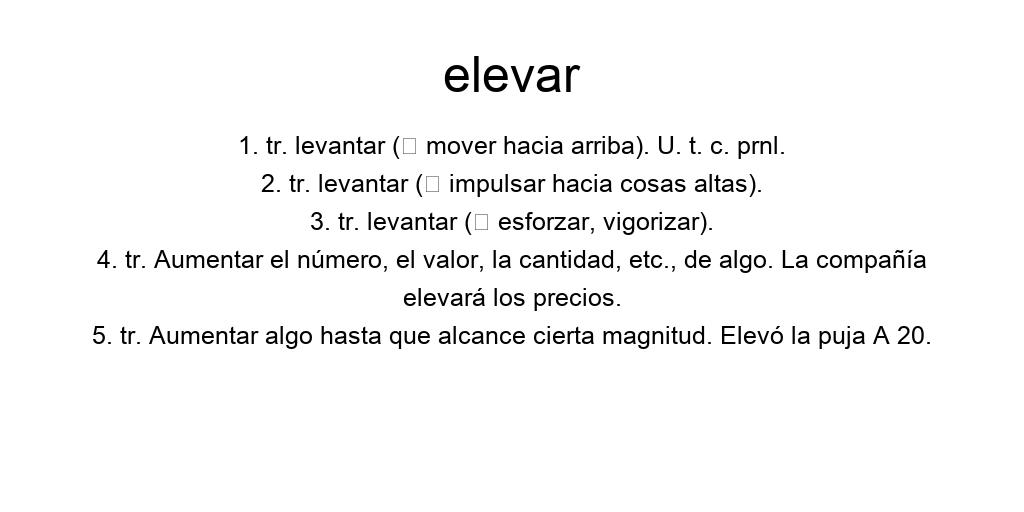 elevar
1. tr. levantar (□ mover hacia arriba). U. t. c. prnl.
2. tr. levantar (□ impulsar hacia cosas altas).
3. tr. levantar (□ esforzar, vigorizar).
4. tr. Aumentar el número, el valor, la cantidad, etc., de algo. La compañía
elevará los precios.
5. tr. Aumentar algo hasta que alcance cierta magnitud. Elevó la puja A 20.